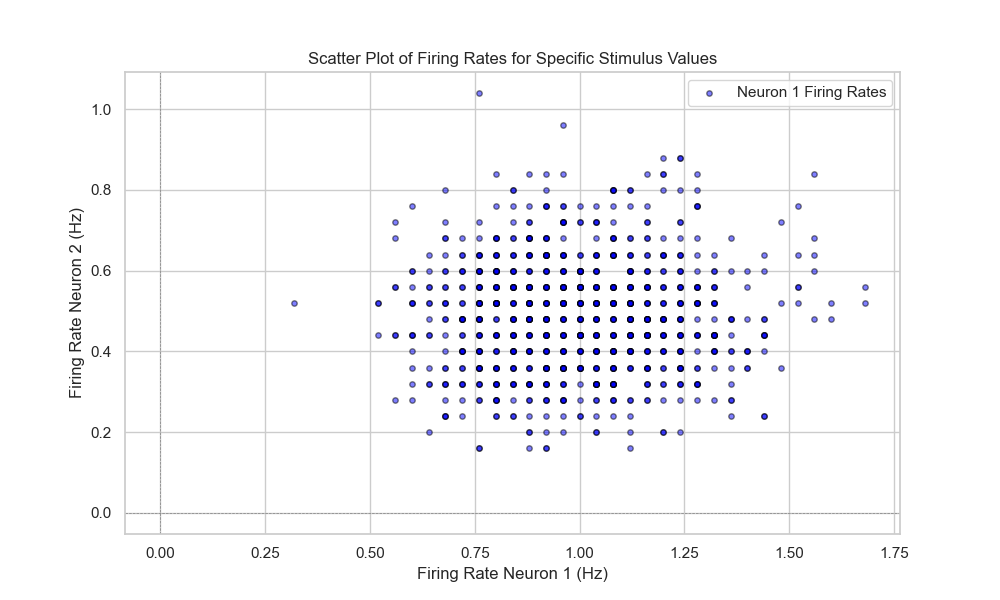 Scatter Plot of Firing Rates for Specific Stimulus Values
Neuron 1 Firing Rates
Firing Rate Neuron 2 (Hz)
1.0
0.8
0.6
0.4
0.2
0.0
0.00 0.25 0.50 0.75 1.00 1.25 1.50 1.75
Firing Rate Neuron 1 (Hz)